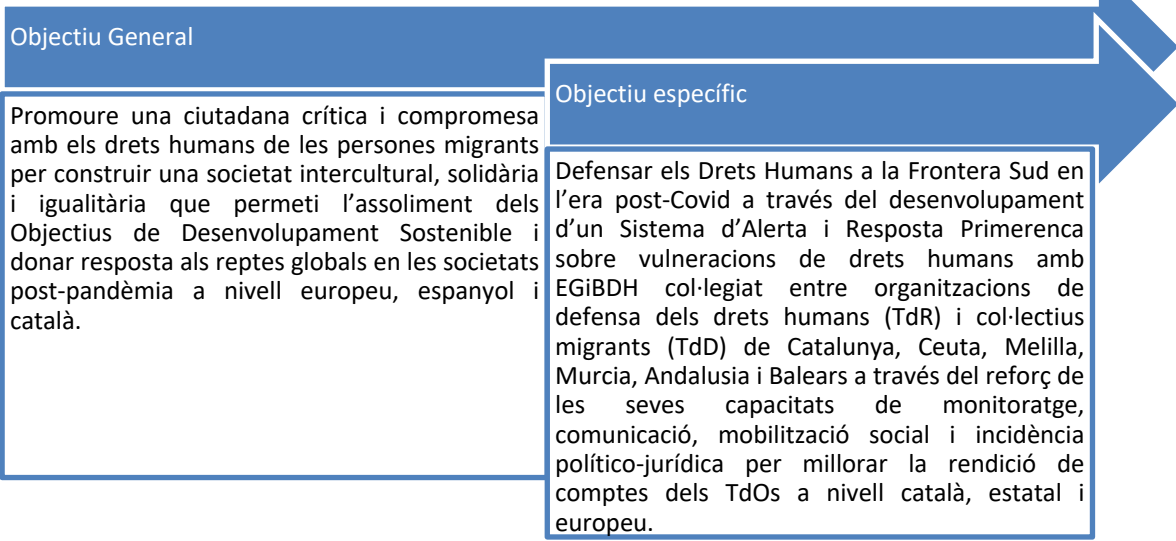 Objectiu General
Promoure una ciutadana crítica i compromesa
amb els drets humans de les persones migrants
per construir una societat intercultural, solidària
i igualitària que permeti l’assoliment dels
Objectius de Desenvolupament Sostenible i
donar resposta als reptes globals en les societats
post-pandèmia a nivell europeu, espanyol i
català.
Objectiu específic
Defensar els Drets Humans a la Frontera Sud en
l’era post-Covid a través del desenvolupament
d’un Sistema d’Alerta i Resposta Primerenca
sobre vulneracions de drets humans amb
EGiBDH col·legiat entre organitzacions de
defensa dels drets humans (TdR) i col·lectius
migrants (TdD) de Catalunya, Ceuta, Melilla,
Murcia, Andalusia i Balears a través del reforç de
les seves capacitats de monitoratge,
comunicació, mobilització social i incidència
político-jurídica per millorar la rendició de
comptes dels TdOs a nivell català, estatal i
europeu.